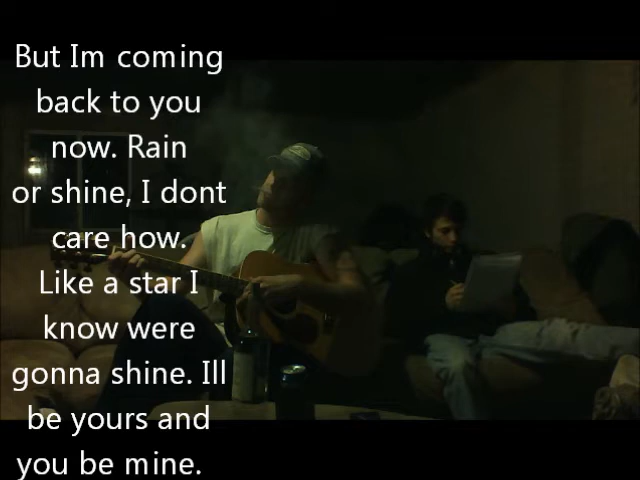 But Im coming
back to you
now. Rain
or shine, I dont
care how.
Like a star I
know were
gonna shine. Ill
be yours and
you be mine.